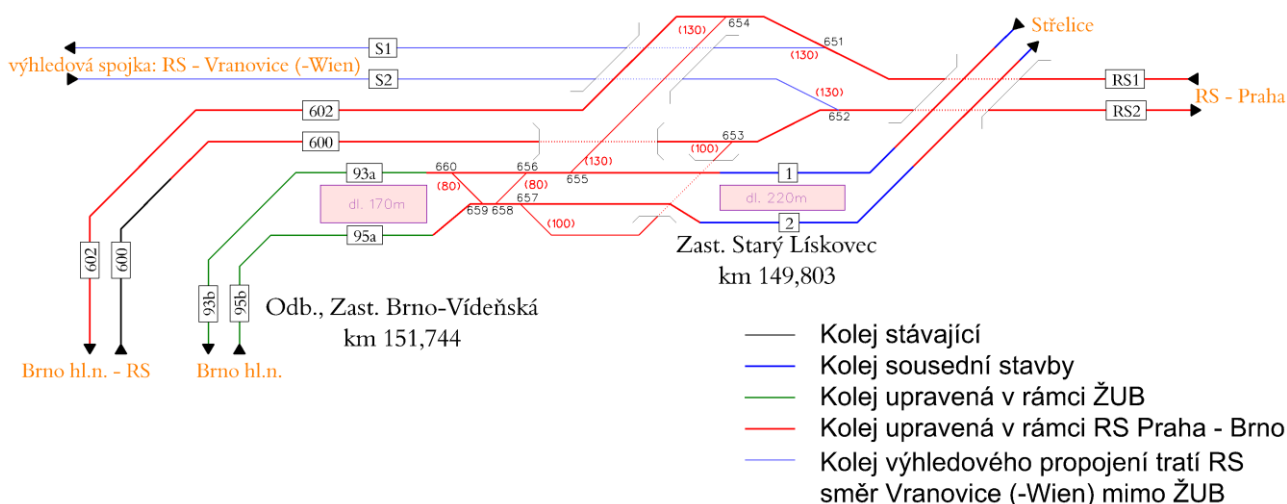 (130)
654
Střelice
S1
651
(130)
výhledová spojka: RS - Vranovice (-Wien)
S2
RS1
(130)
RS - Praha
602
652
RS2
600
653
(100)
93a
660
656
(130)
655
1
(80)
(80)
657
dl. 170m
659
658
dl. 220m
95a
(100)
2
Zast. Starý Lískovec
km 149,803
602
600
93b
95b
Odb., Zast. Brno-Vídeňská
km 151,744
Brno hl.n. - RS
Brno hl.n.
Kolej stávající
Kolej sousední stavby
Kolej upravená v rámci ŽUB
Kolej upravená v rámci RS Praha - Brno
Kolej výhledového propojení tratí RS
směr Vranovice (-Wien) mimo ŽUB